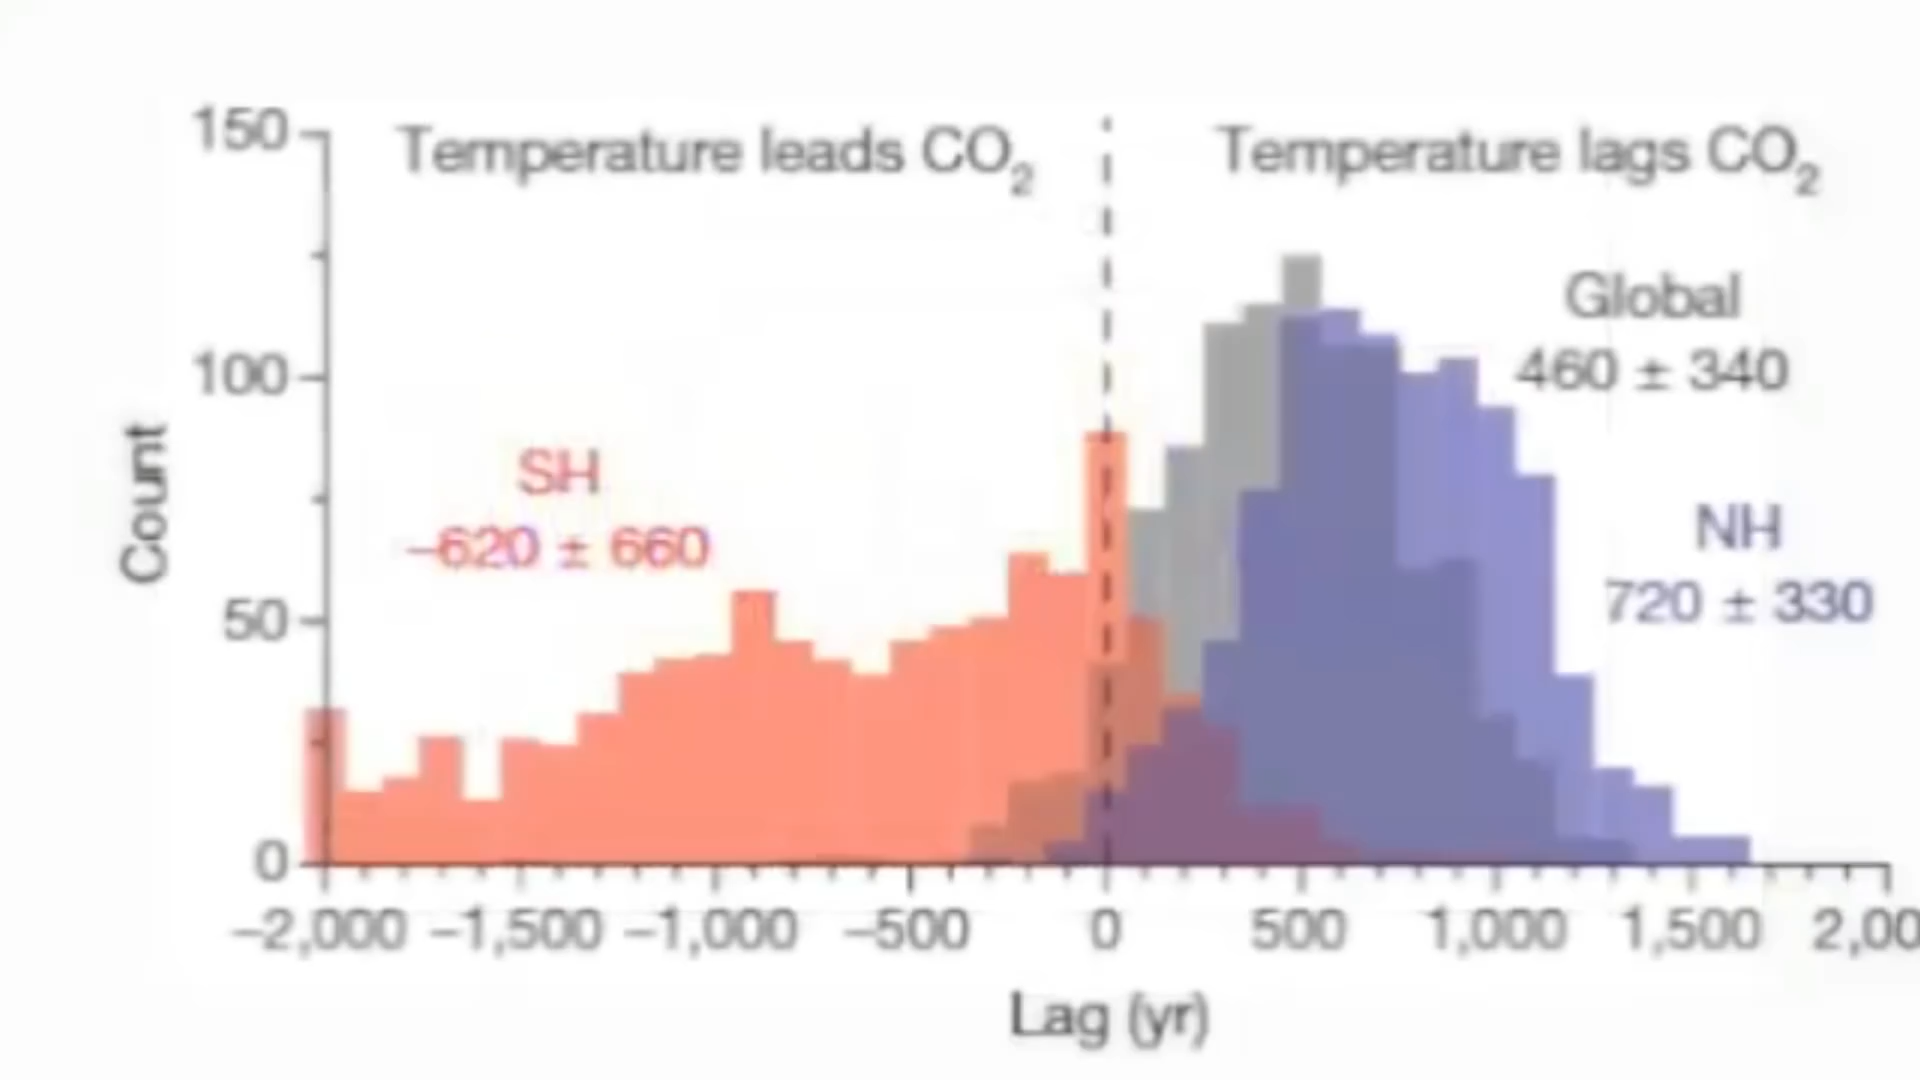 150
Temperature leads CO₂
Temperature lags CO₂
Global
460 ± 340
100
Count
SH
−620 ± 660
NH
720 ± 330
50
0
−2,000 −1,500 −1,000 −500 0 500 1,000 1,500 2,00
Lag (yr)